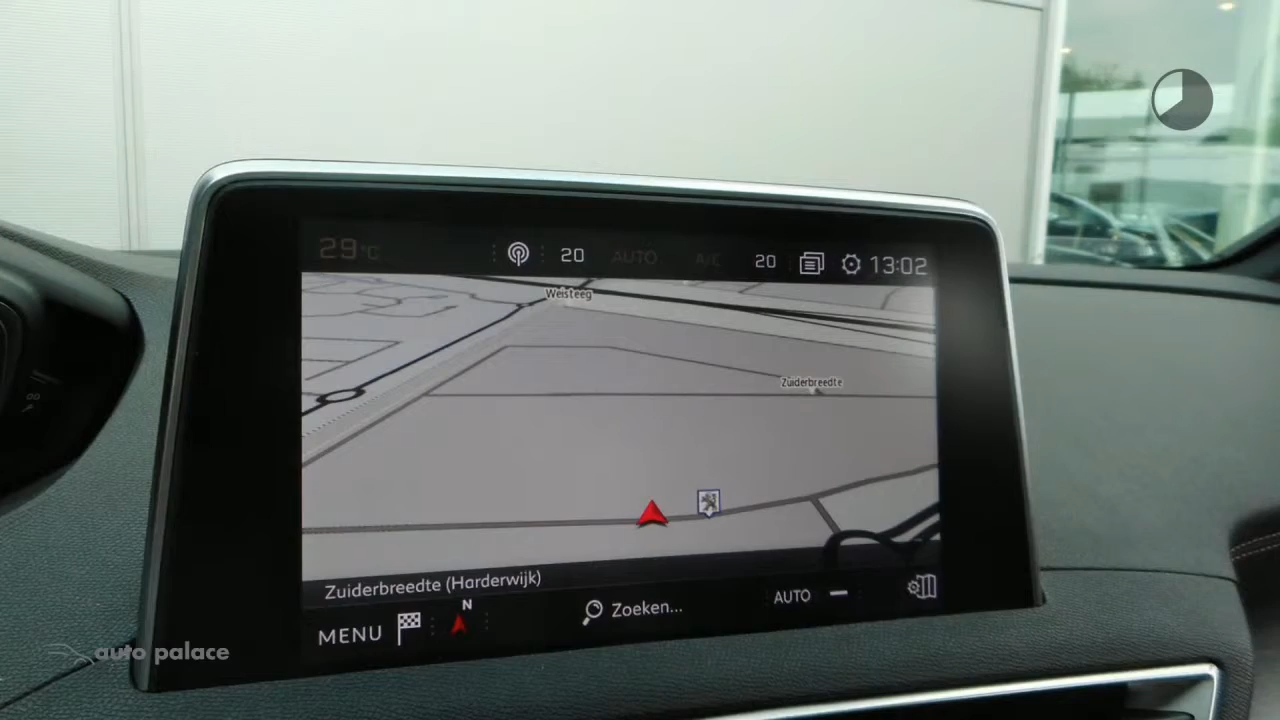 29°C 20 AUTO A/C 20 13:02
Weisteeg
Zuiderbreedte
Zuiderbreedte (Harderwijk)
N
MENU Zoeken... AUTO
auto palace